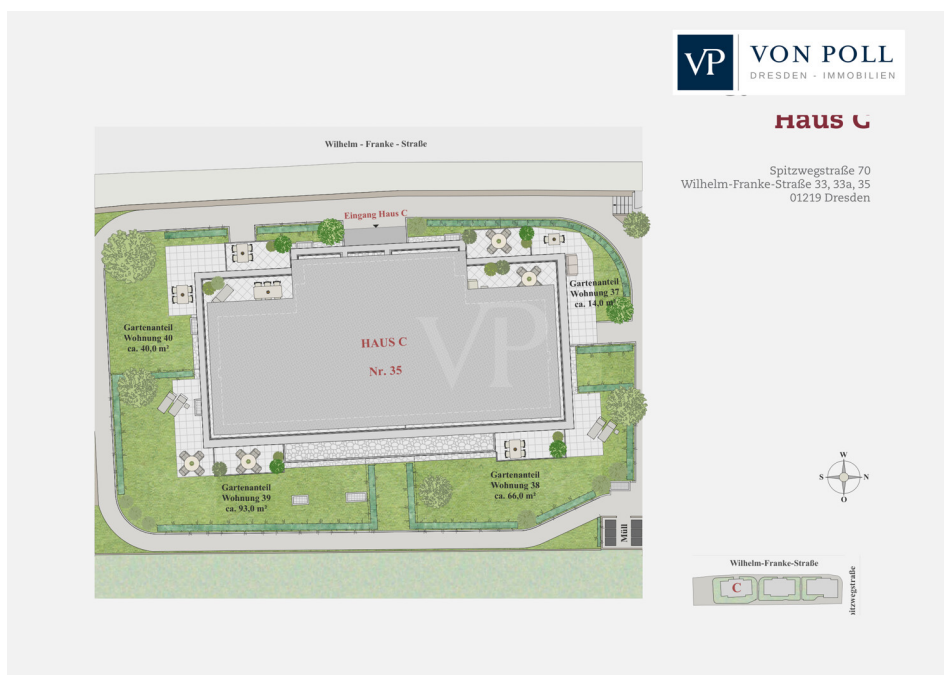 VP
VON POLL
DRESDEN - IMMOBILIEN
Haus C
Spitzwegstraße 70
Wilhelm-Franke-Straße 33, 33a, 35
01219 Dresden
Wilhelm - Franke - Straße
Eingang Haus C
Gartenanteil
Wohnung 37
ca. 14,0 m²
Gartenanteil
Wohnung 40
ca. 40,0 m²
VP
HAUS C
Nr. 35
Gartenanteil
Wohnung 39
ca. 93,0 m²
Gartenanteil
Wohnung 38
ca. 66,0 m²
Müll
W
S
N
O
Wilhelm-Franke-Straße
C
itzwegstraße